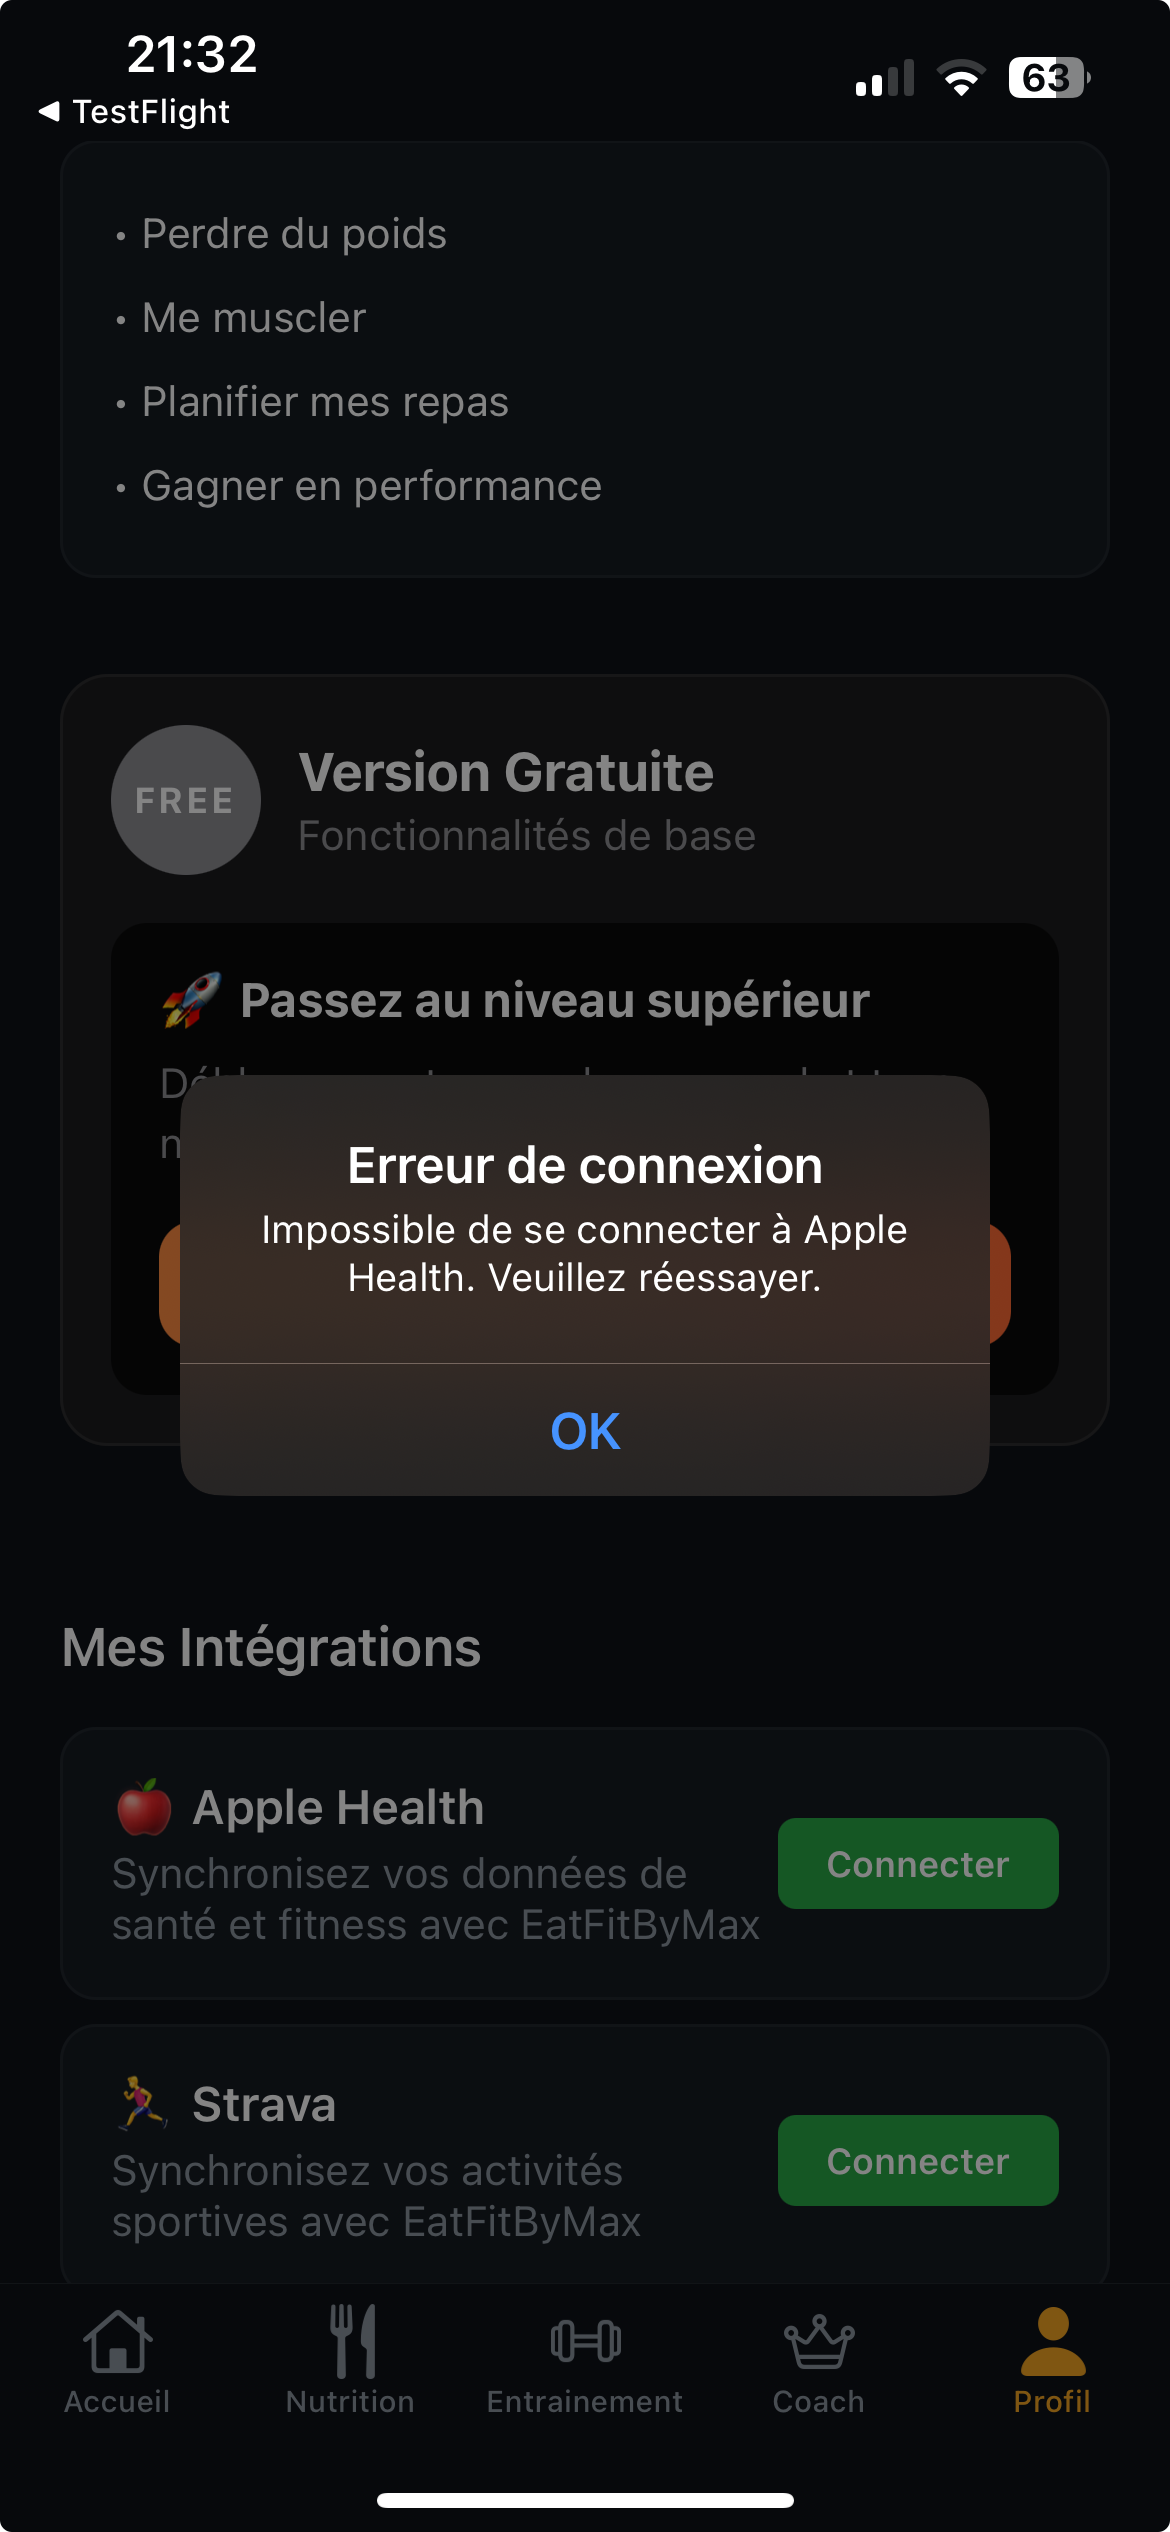 21:32
63
◀ TestFlight
• Perdre du poids
• Me muscler
• Planifier mes repas
• Gagner en performance
FREE
Version Gratuite
Fonctionnalités de base
🚀 Passez au niveau supérieur
Erreur de connexion
Impossible de se connecter à Apple
Health. Veuillez réessayer.
OK
Mes Intégrations
🍎 Apple Health
Synchronisez vos données de
santé et fitness avec EatFitByMax
Connecter
🏃‍♀️ Strava
Synchronisez vos activités
sportives avec EatFitByMax
Connecter
Accueil
Nutrition
Entrainement
Coach
Profil